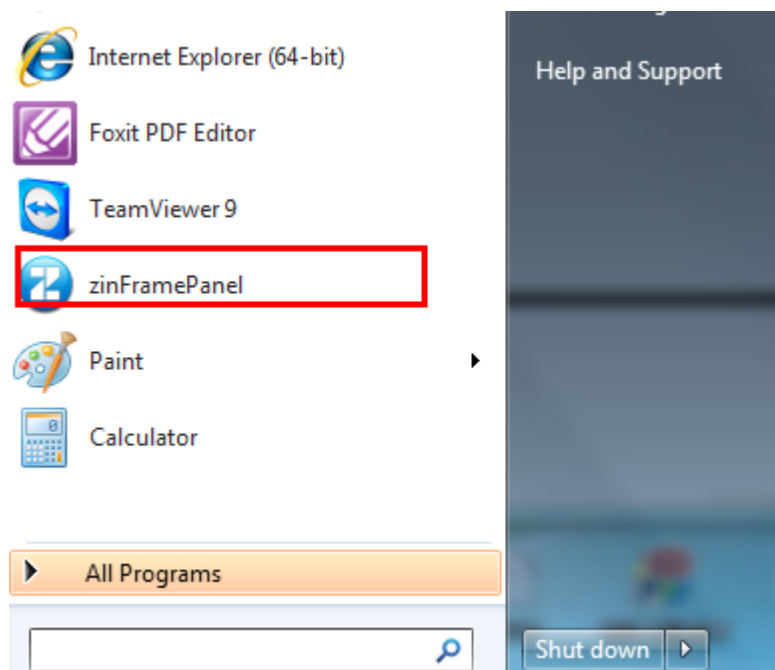 Internet Explorer (64-bit)
Foxit PDF Editor
TeamViewer 9
zinFramePanel
Paint
Calculator
All Programs
Help and Support
Shut down